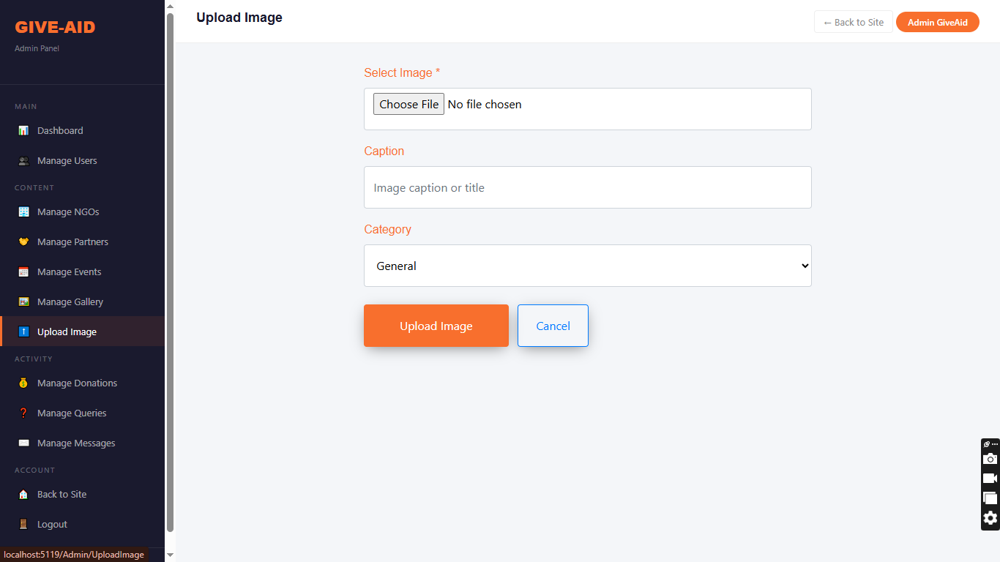 GIVE-AID
Admin Panel
MAIN
Dashboard
Manage Users
CONTENT
Manage NGOs
Manage Partners
Manage Events
Manage Gallery
Upload Image
ACTIVITY
Manage Donations
Manage Queries
Manage Messages
ACCOUNT
Back to Site
Logout
localhost:5119/Admin/UploadImage
Upload Image
← Back to Site
Admin GiveAid
Select Image *
Choose File No file chosen
Caption
Image caption or title
Category
General
Upload Image
Cancel